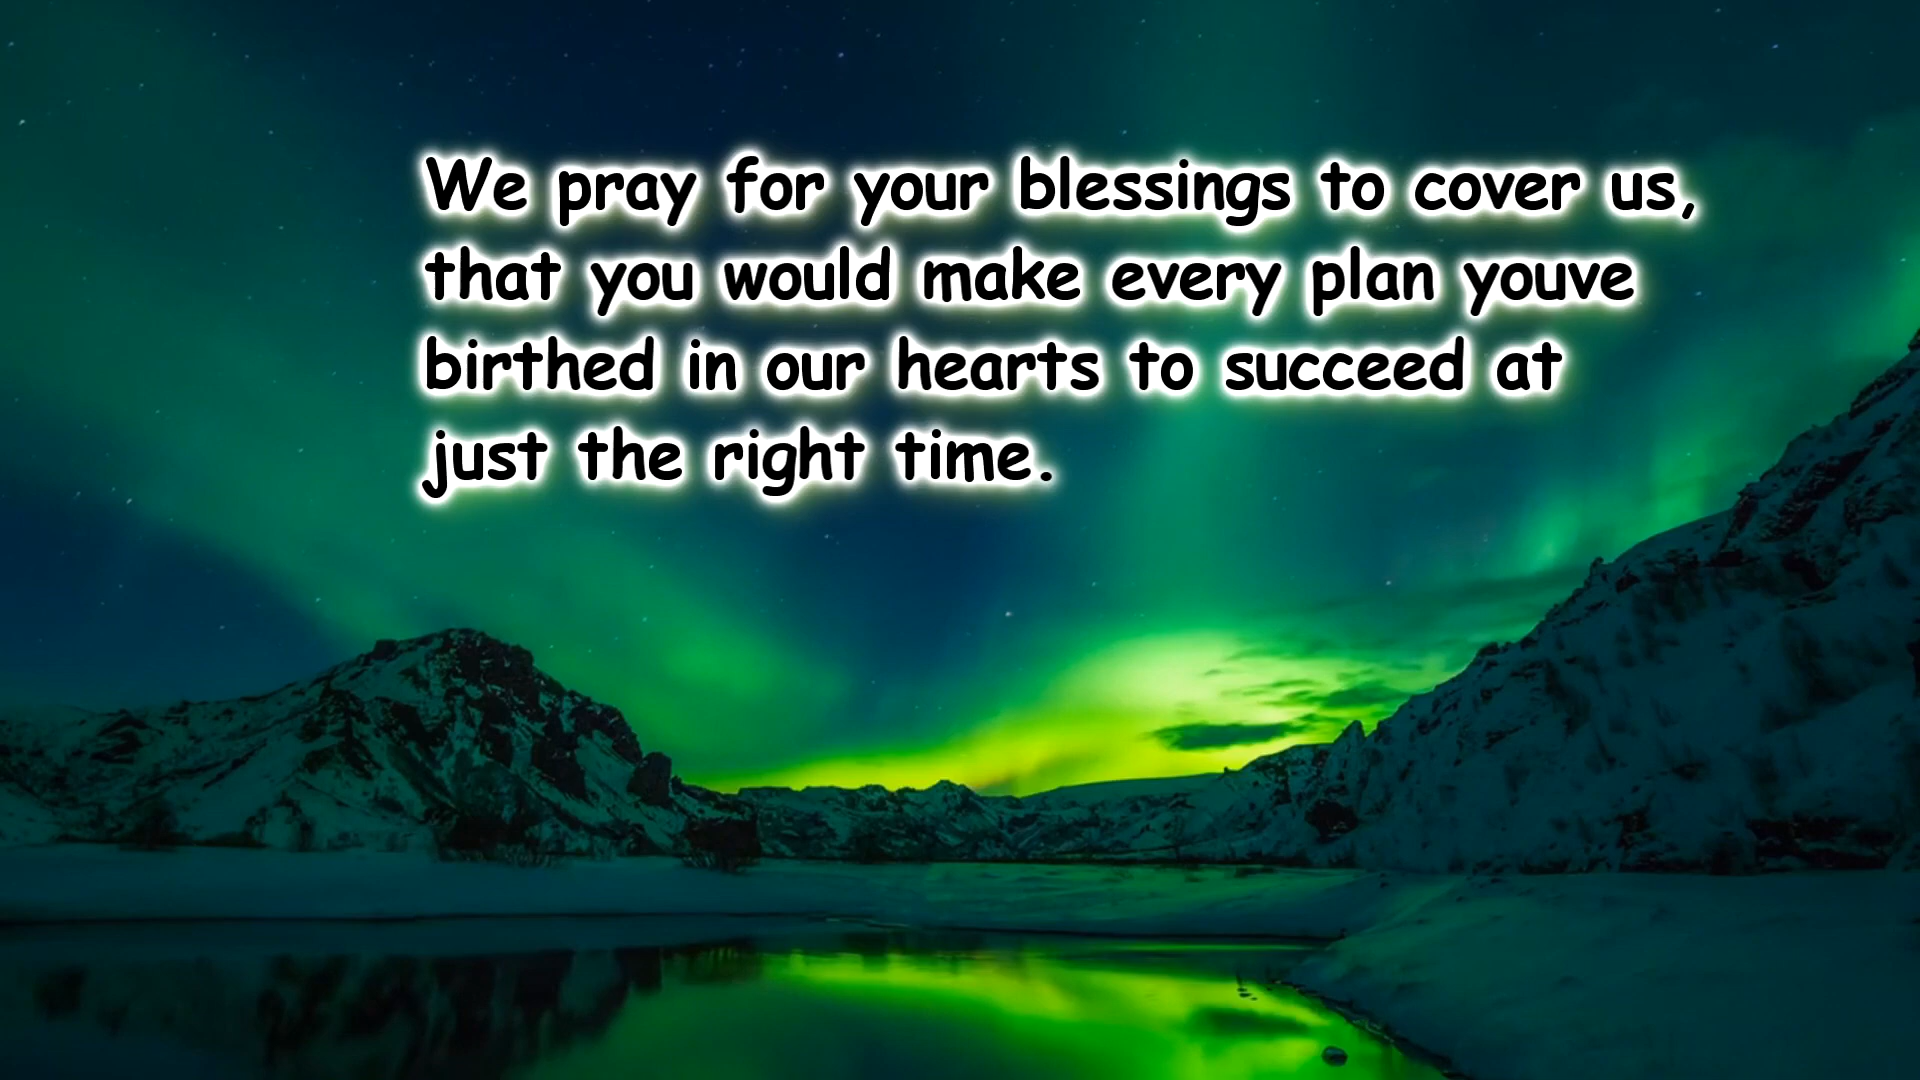 We pray for your blessings to cover us,
that you would make every plan youve
birthed in our hearts to succeed at
just the right time.